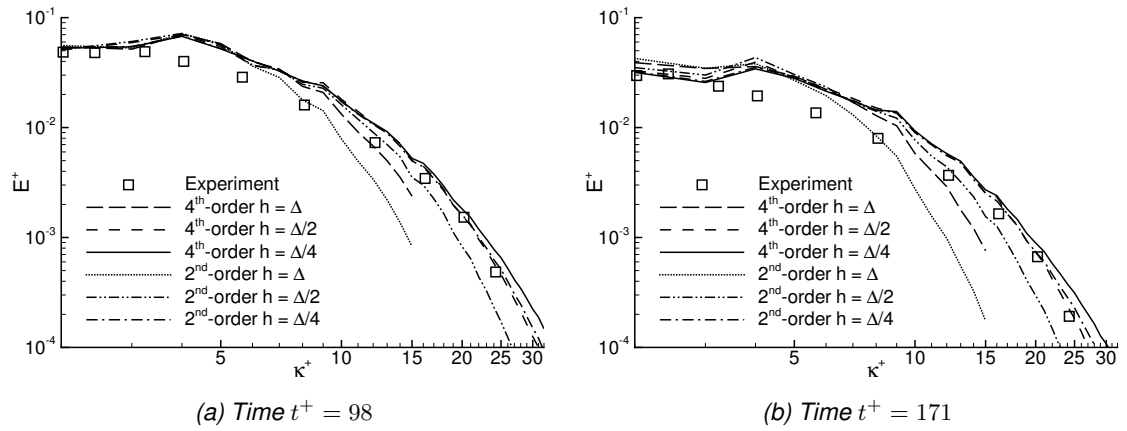 10⁻¹
10⁻²
10⁻³
10⁻⁴
E⁺
Experiment
4ᵗʰ-order h = Δ
4ᵗʰ-order h = Δ/2
4ᵗʰ-order h = Δ/4
2ⁿᵈ-order h = Δ
2ⁿᵈ-order h = Δ/2
2ⁿᵈ-order h = Δ/4
5 10 15 20 25 30
κ⁺
(a) Time t⁺ = 98
10⁻¹
10⁻²
10⁻³
10⁻⁴
E⁺
Experiment
4ᵗʰ-order h = Δ
4ᵗʰ-order h = Δ/2
4ᵗʰ-order h = Δ/4
2ⁿᵈ-order h = Δ
2ⁿᵈ-order h = Δ/2
2ⁿᵈ-order h = Δ/4
5 10 15 20 25 30
κ⁺
(b) Time t⁺ = 171